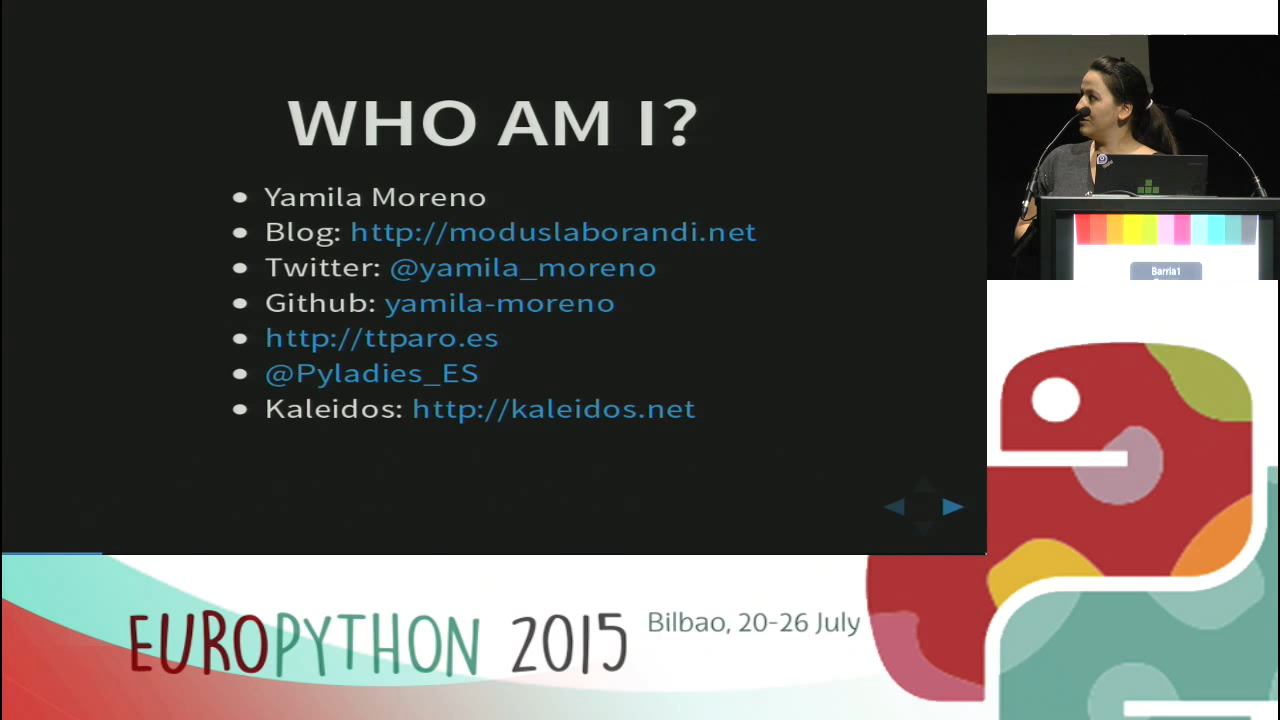 WHO AM I?
Yamila Moreno
Blog: http://moduslaborandi.net
Twitter: @yamila_moreno
Github: yamila-moreno
http://ttparo.es
@Pyladies_ES
Kaleidos: http://kaleidos.net
Barria1
EUROPYTHON 2015
Bilbao, 20-26 July